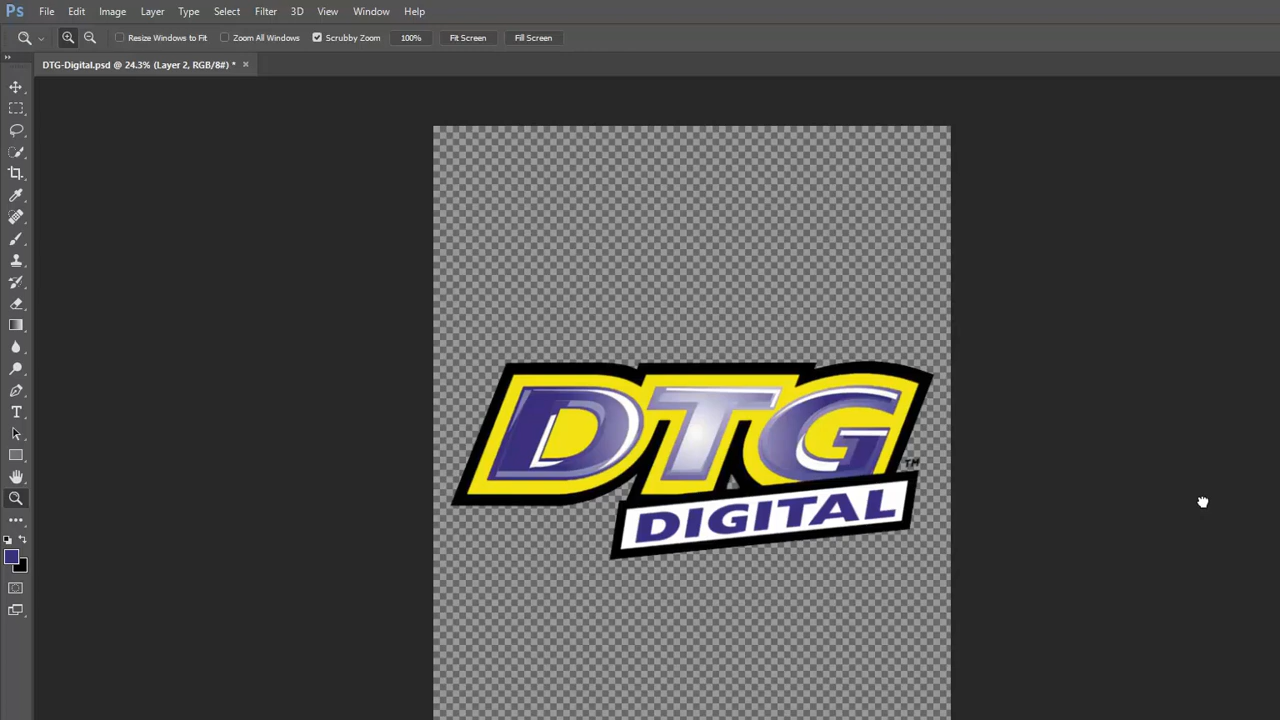 Ps File Edit Image Layer Type Select Filter 3D View Window Help
Resize Windows to Fit Zoom All Windows Scrubby Zoom 100% Fit Screen Fill Screen
DTG-Digital.psd @ 24.3% (Layer 2, RGB/8#) * ×
DTG
TM
DIGITAL
T